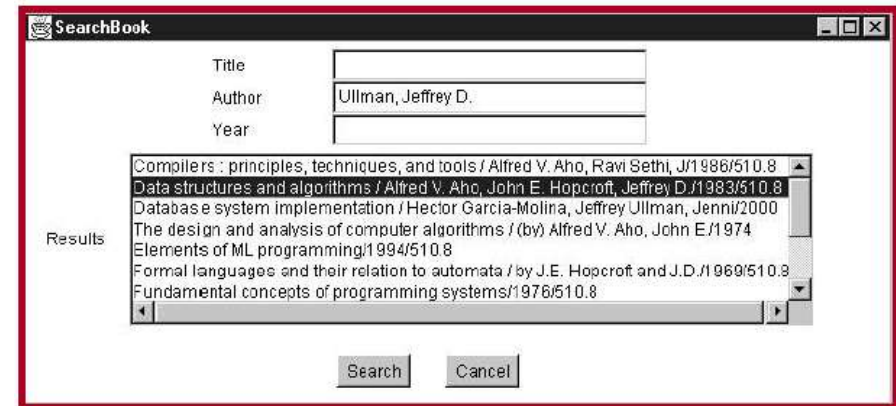 SearchBook
Title
Author Ullman, Jeffrey D.
Year
Results
Compilers : principles, techniques, and tools / Alfred V. Aho, Ravi Sethi, J/1986/510.8
Data structures and algorithms / Alfred V. Aho, John E. Hopcroft, Jeffrey D./1983/510.8
Database system implementation / Hector Garcia-Molina, Jeffrey Ullman, Jenni/2000
The design and analysis of computer algorithms / (by) Alfred V. Aho, John E./1974
Elements of ML programming/1994/510.8
Formal languages and their relation to automata / by J.E. Hopcroft and J.D./1969/510.8
Fundamental concepts of programming systems/1976/510.8
Search Cancel